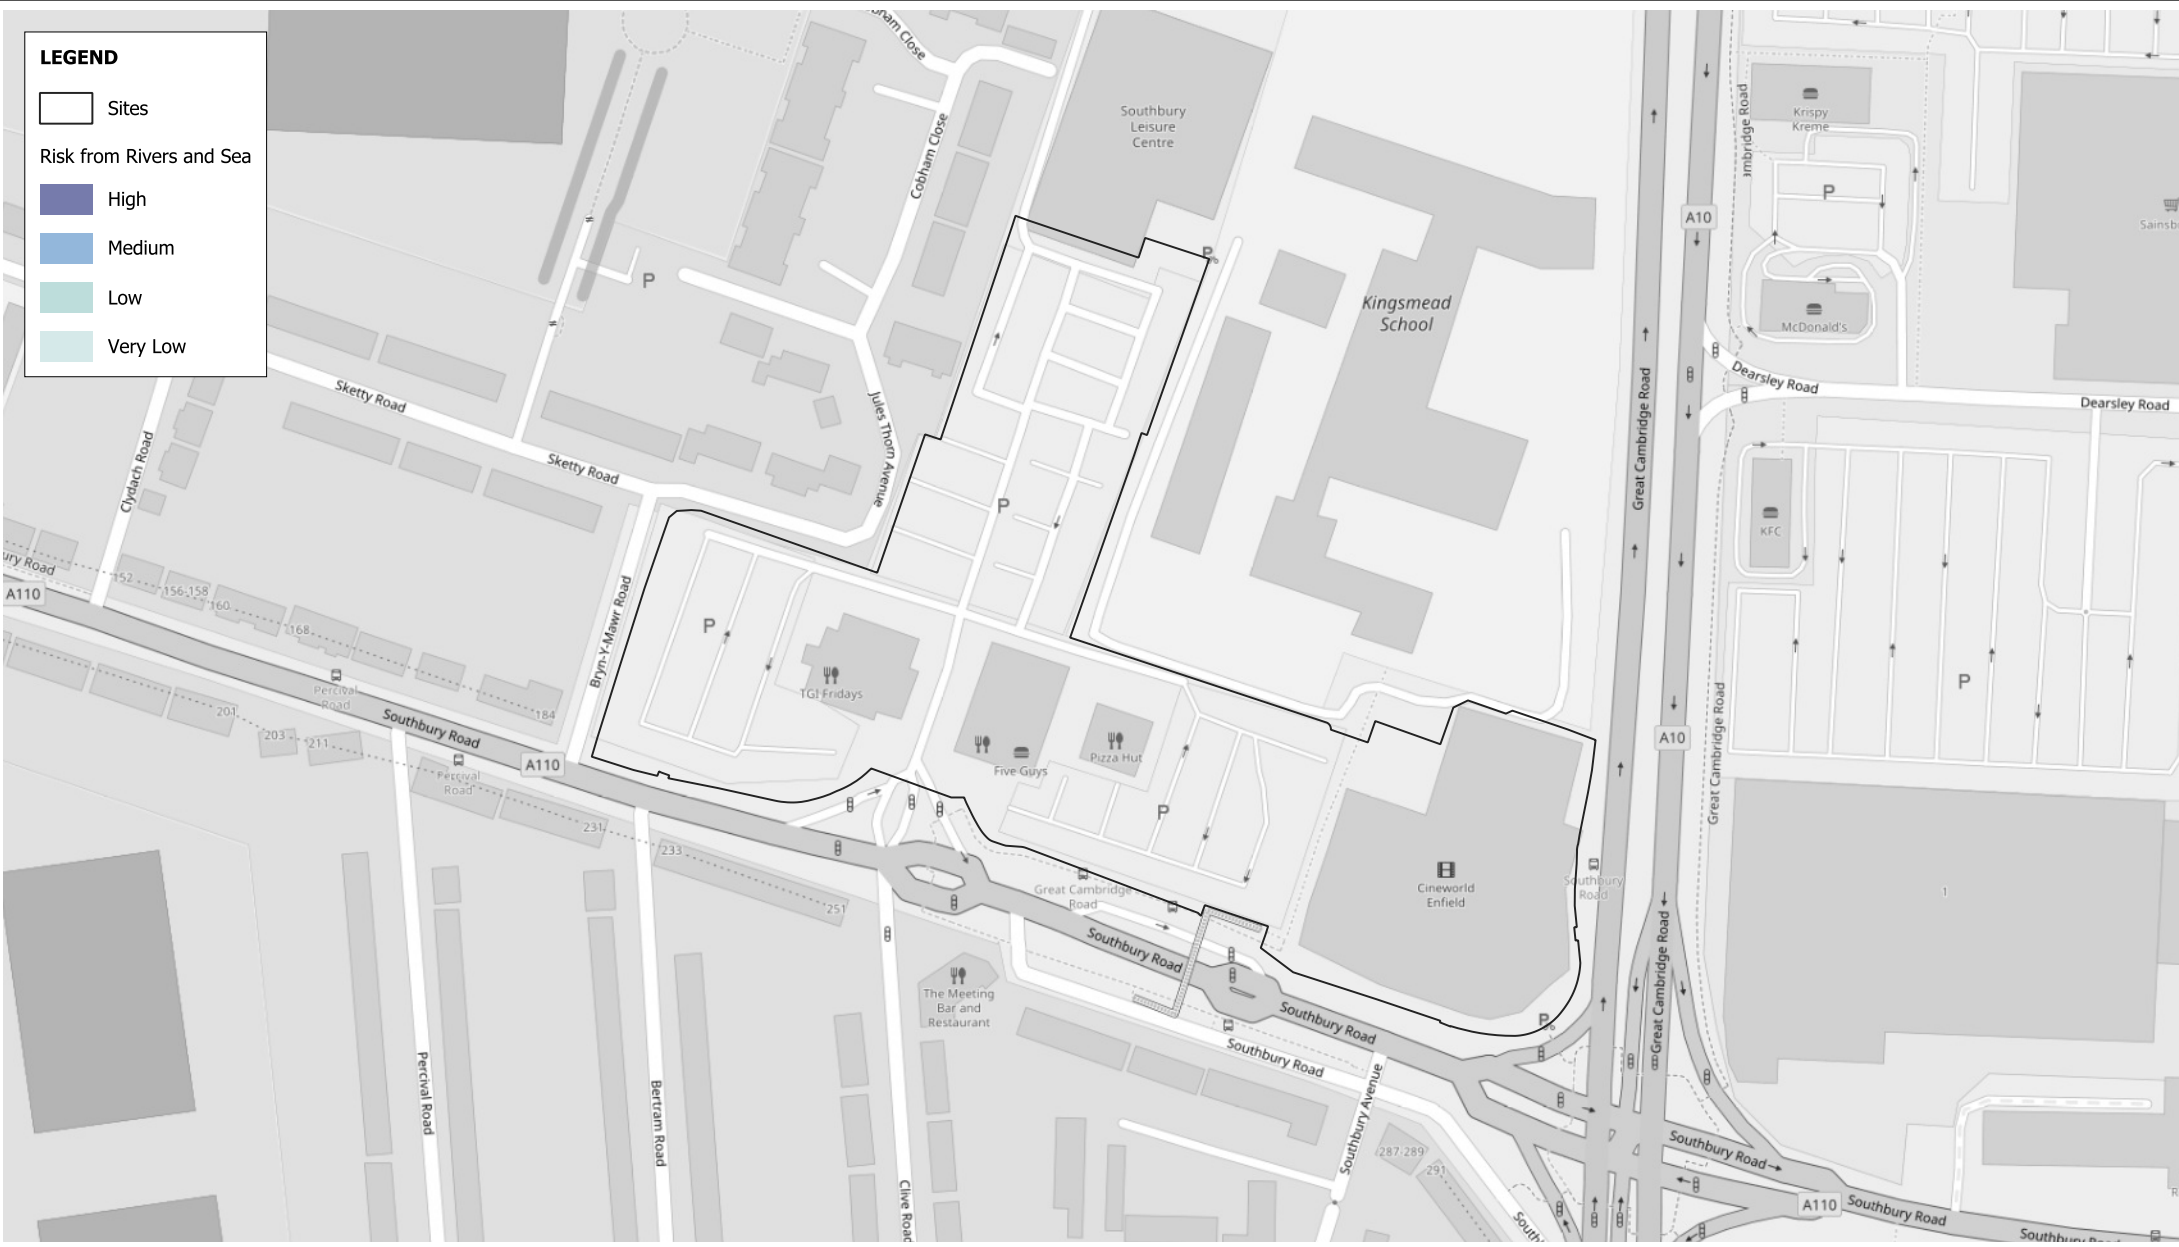 LEGEND
Sites
Risk from Rivers and Sea
High
Medium
Low
Very Low
Cobham Close
Southbury
Leisure
Centre
Krispy
Kreme
P
A10
Sainsb
Kingsmead
School
McDonald's
Dearsley Road
Dearsley Road
Sketty Road
Sketty Road
Jules Thorn Avenue
Clydach Road
Great Cambridge Road
P
P
P
KFC
ury Road
A110
152
156-158
160
168
184
Bryn-Y-Mawr Road
P
TGI Fridays
Percival
Road
201
203
211
Southbury Road
A110
Percival
Road
231
233
251
Five Guys
Pizza Hut
P
A10
P
Great Cambridge Road
Cineworld
Enfield
Southbury
Road
1
Great Cambridge
Road
Southbury Road
The Meeting
Bar and
Restaurant
Southbury Road
Great Cambridge Road
P
Southbury Road
Percival Road
Bertram Road
Clive Road
Southbury Avenue
287-289
291
Southbury Road
A110
Southbury Road